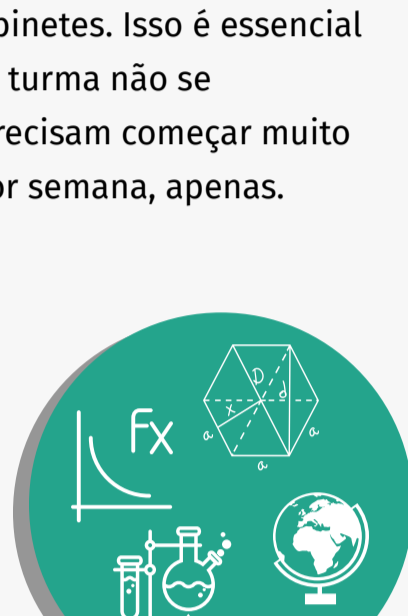 binetes. Isso é essencial
turma não se
recisam começar muito
or semana, apenas.
Fx
D
d
x
a
a
a